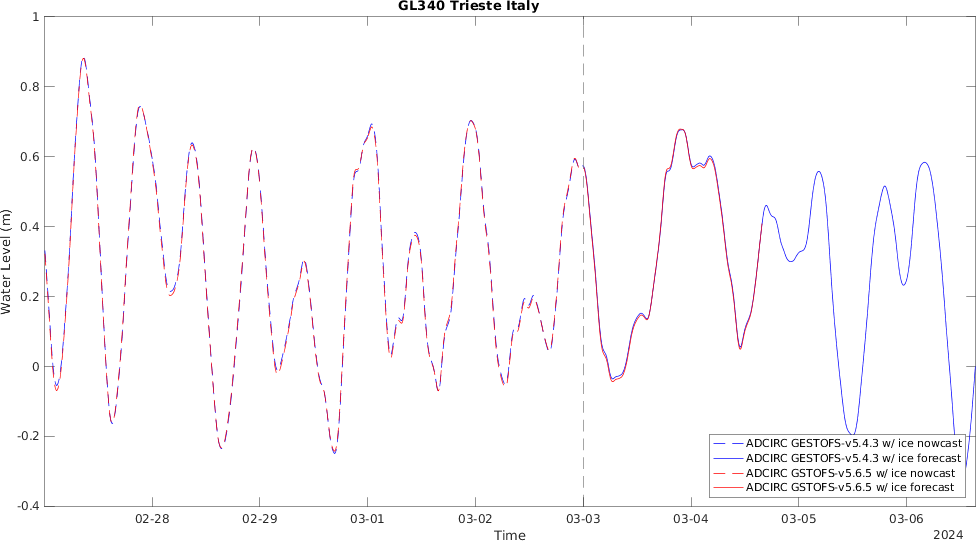 GL340 Trieste Italy
1
0.8
0.6
0.4
0.2
0
-0.2
-0.4
Water Level (m)
02-28
02-29
03-01
03-02
03-03
03-04
03-05
03-06
Time
2024
ADCIRC GESTOFS-v5.4.3 w/ ice nowcast
ADCIRC GESTOFS-v5.4.3 w/ ice forecast
ADCIRC GSTOFS-v5.6.5 w/ ice nowcast
ADCIRC GSTOFS-v5.6.5 w/ ice forecast